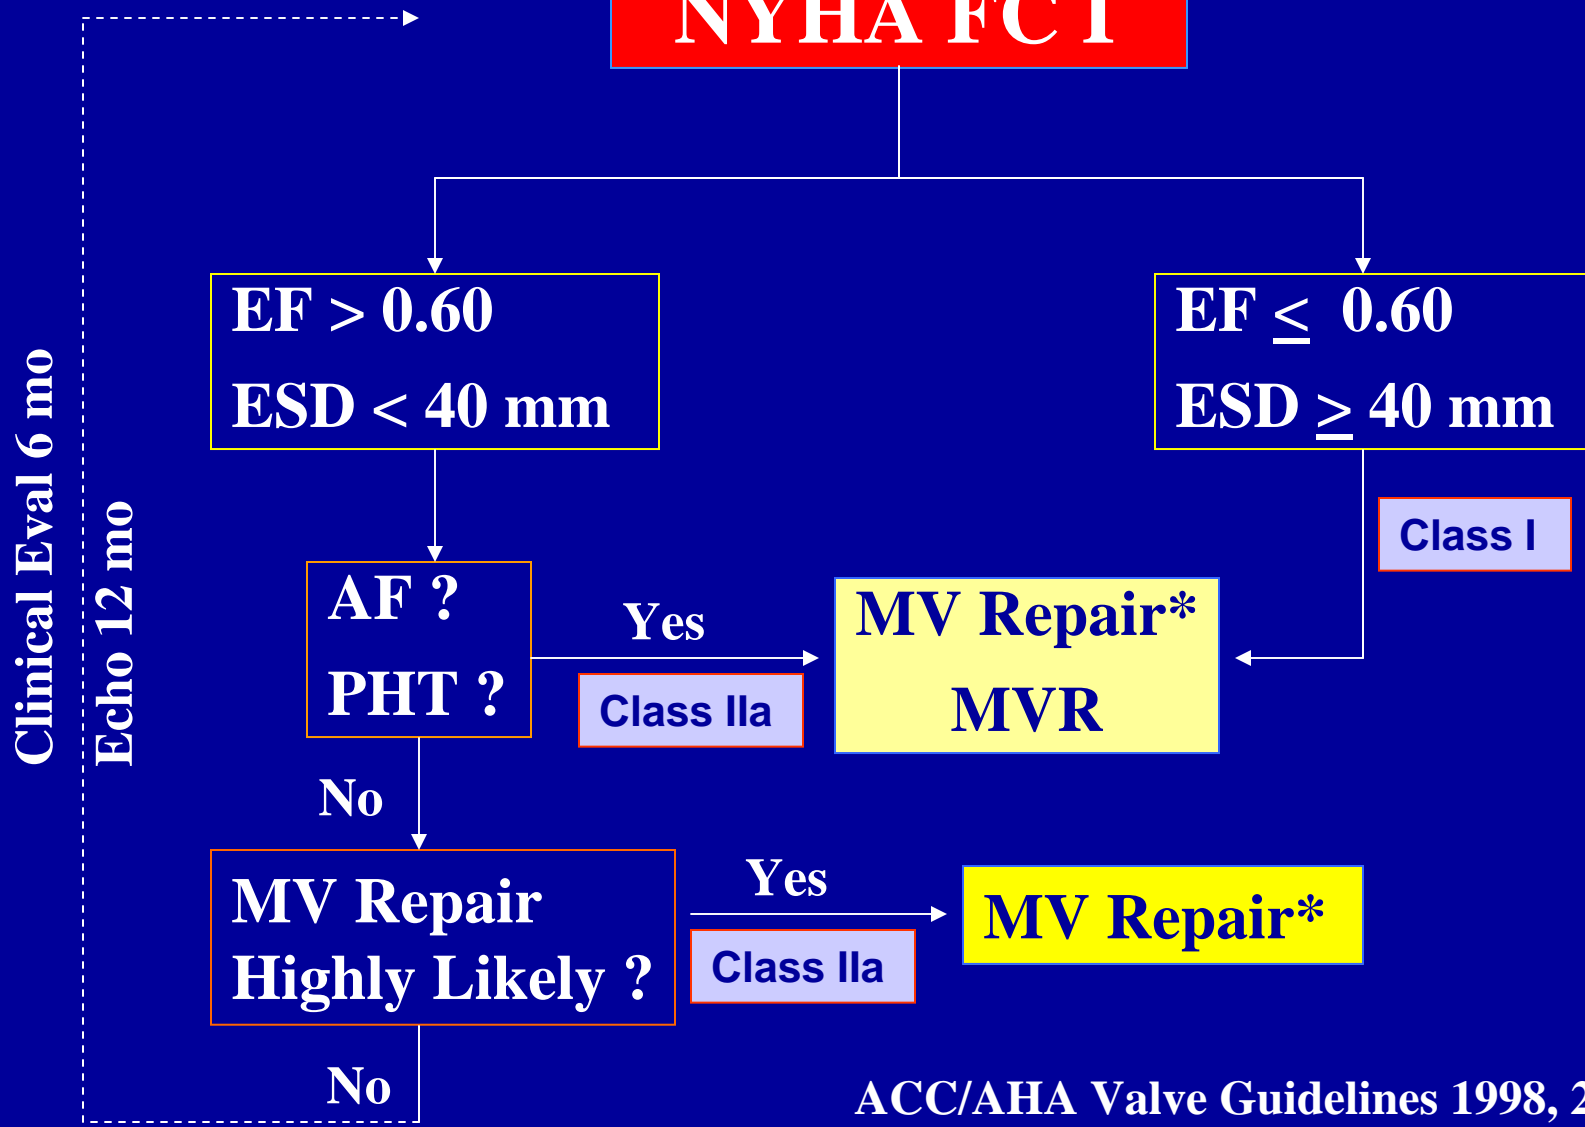 NYHA FC I
EF > 0.60
ESD < 40 mm
EF ≤ 0.60
ESD ≥ 40 mm
Class I
AF ?
PHT ?
Yes
Class IIa
MV Repair*
MVR
No
MV Repair
Highly Likely ?
Yes
Class IIa
MV Repair*
No
Clinical Eval 6 mo
Echo 12 mo
ACC/AHA Valve Guidelines 1998,